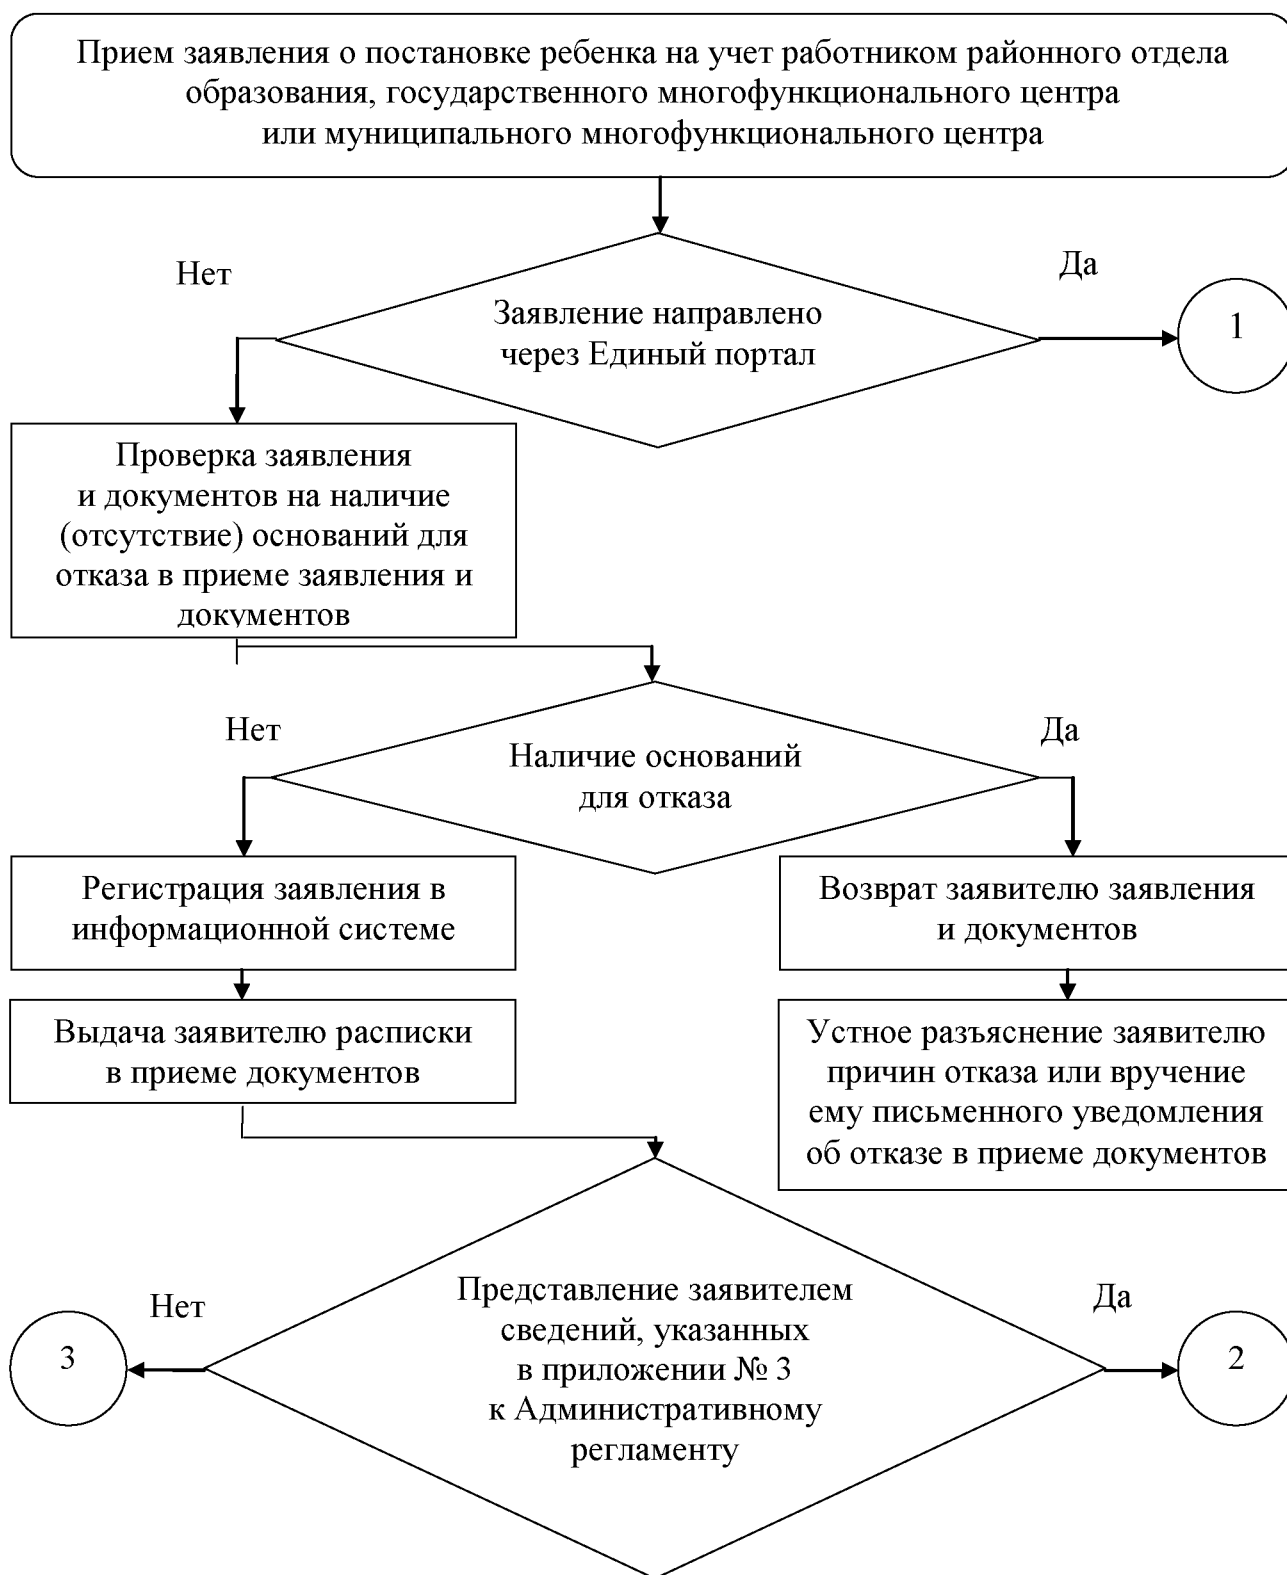 Прием заявления о постановке ребенка на учет работником районного отдела
образования, государственного многофункционального центра
или муниципального многофункционального центра
Нет
Да
Заявление направлено
через Единый портал
1
Проверка заявления
и документов на наличие
(отсутствие) оснований для
отказа в приеме заявления и
документов
Нет
Да
Наличие оснований
для отказа
Регистрация заявления в
информационной системе
Возврат заявителю заявления
и документов
Выдача заявителю расписки
в приеме документов
Устное разъяснение заявителю
причин отказа или вручение
ему письменного уведомления
об отказе в приеме документов
Нет
Да
3
Представление заявителем
сведений, указанных
в приложении № 3
к Административному
регламенту
2